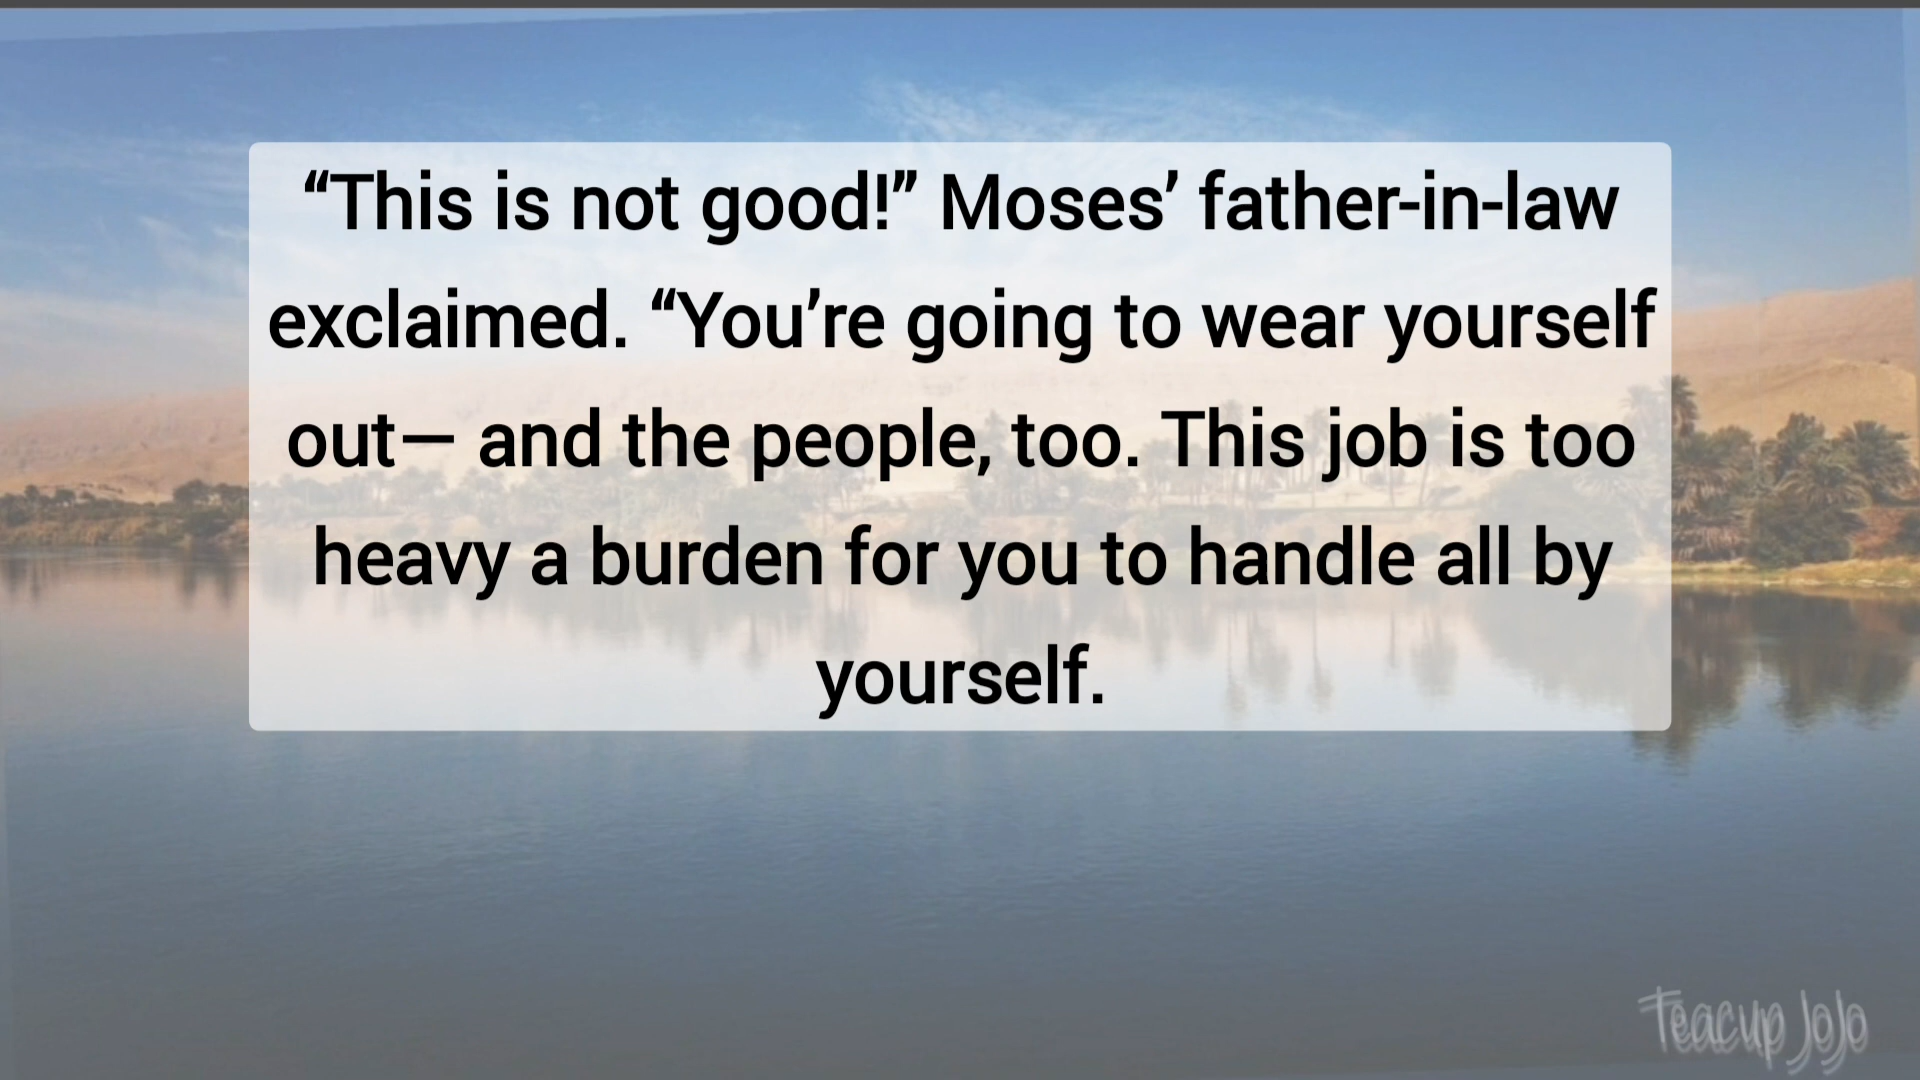 “This is not good!” Moses’ father-in-law
exclaimed. “You’re going to wear yourself
out— and the people, too. This job is too
heavy a burden for you to handle all by
yourself.
Teacup JoJo